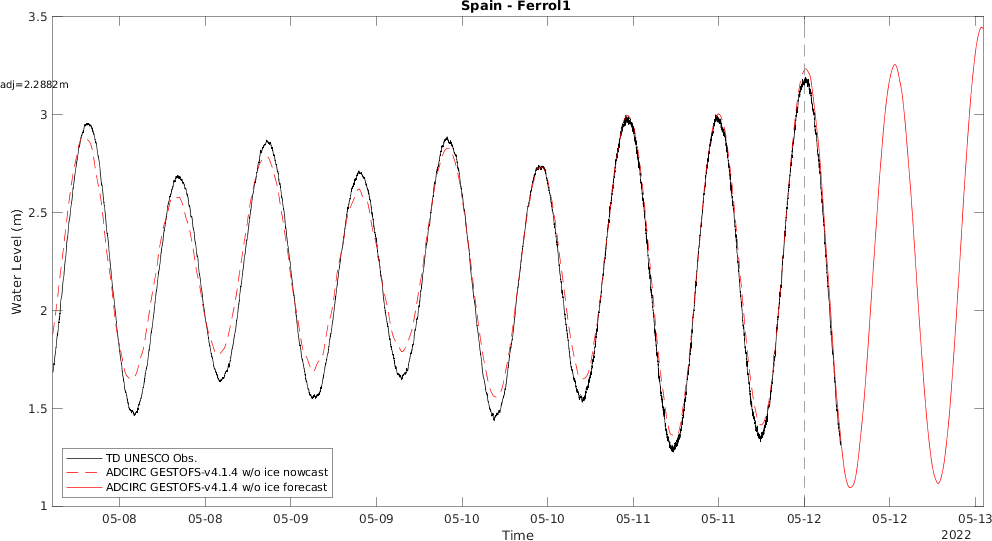 Spain - Ferrol1
3.5
adj=2.2882m
3
2.5
2
1.5
1
Water Level (m)
TD UNESCO Obs.
ADCIRC GESTOFS-v4.1.4 w/o ice nowcast
ADCIRC GESTOFS-v4.1.4 w/o ice forecast
05-08 05-08 05-09 05-09 05-10 05-10 05-11 05-11 05-12 05-12 05-13
Time
2022